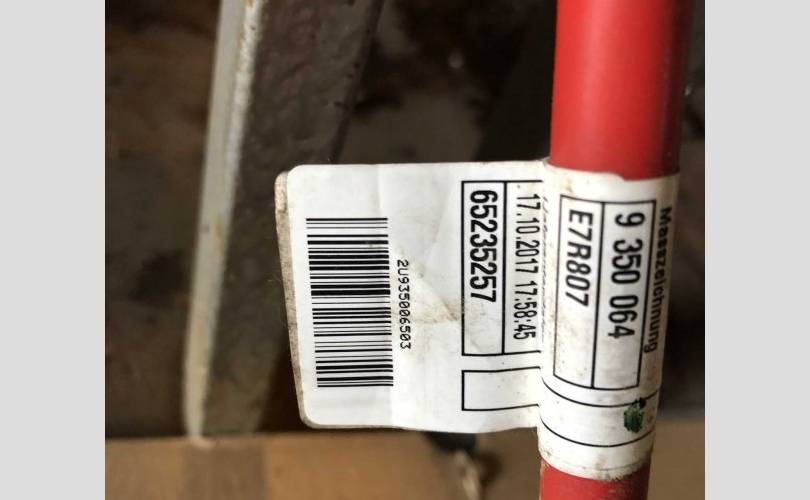 Masszeichnung
9 350 064
E7R807
17.10.2017 17:58:45
65235257
2U935006503